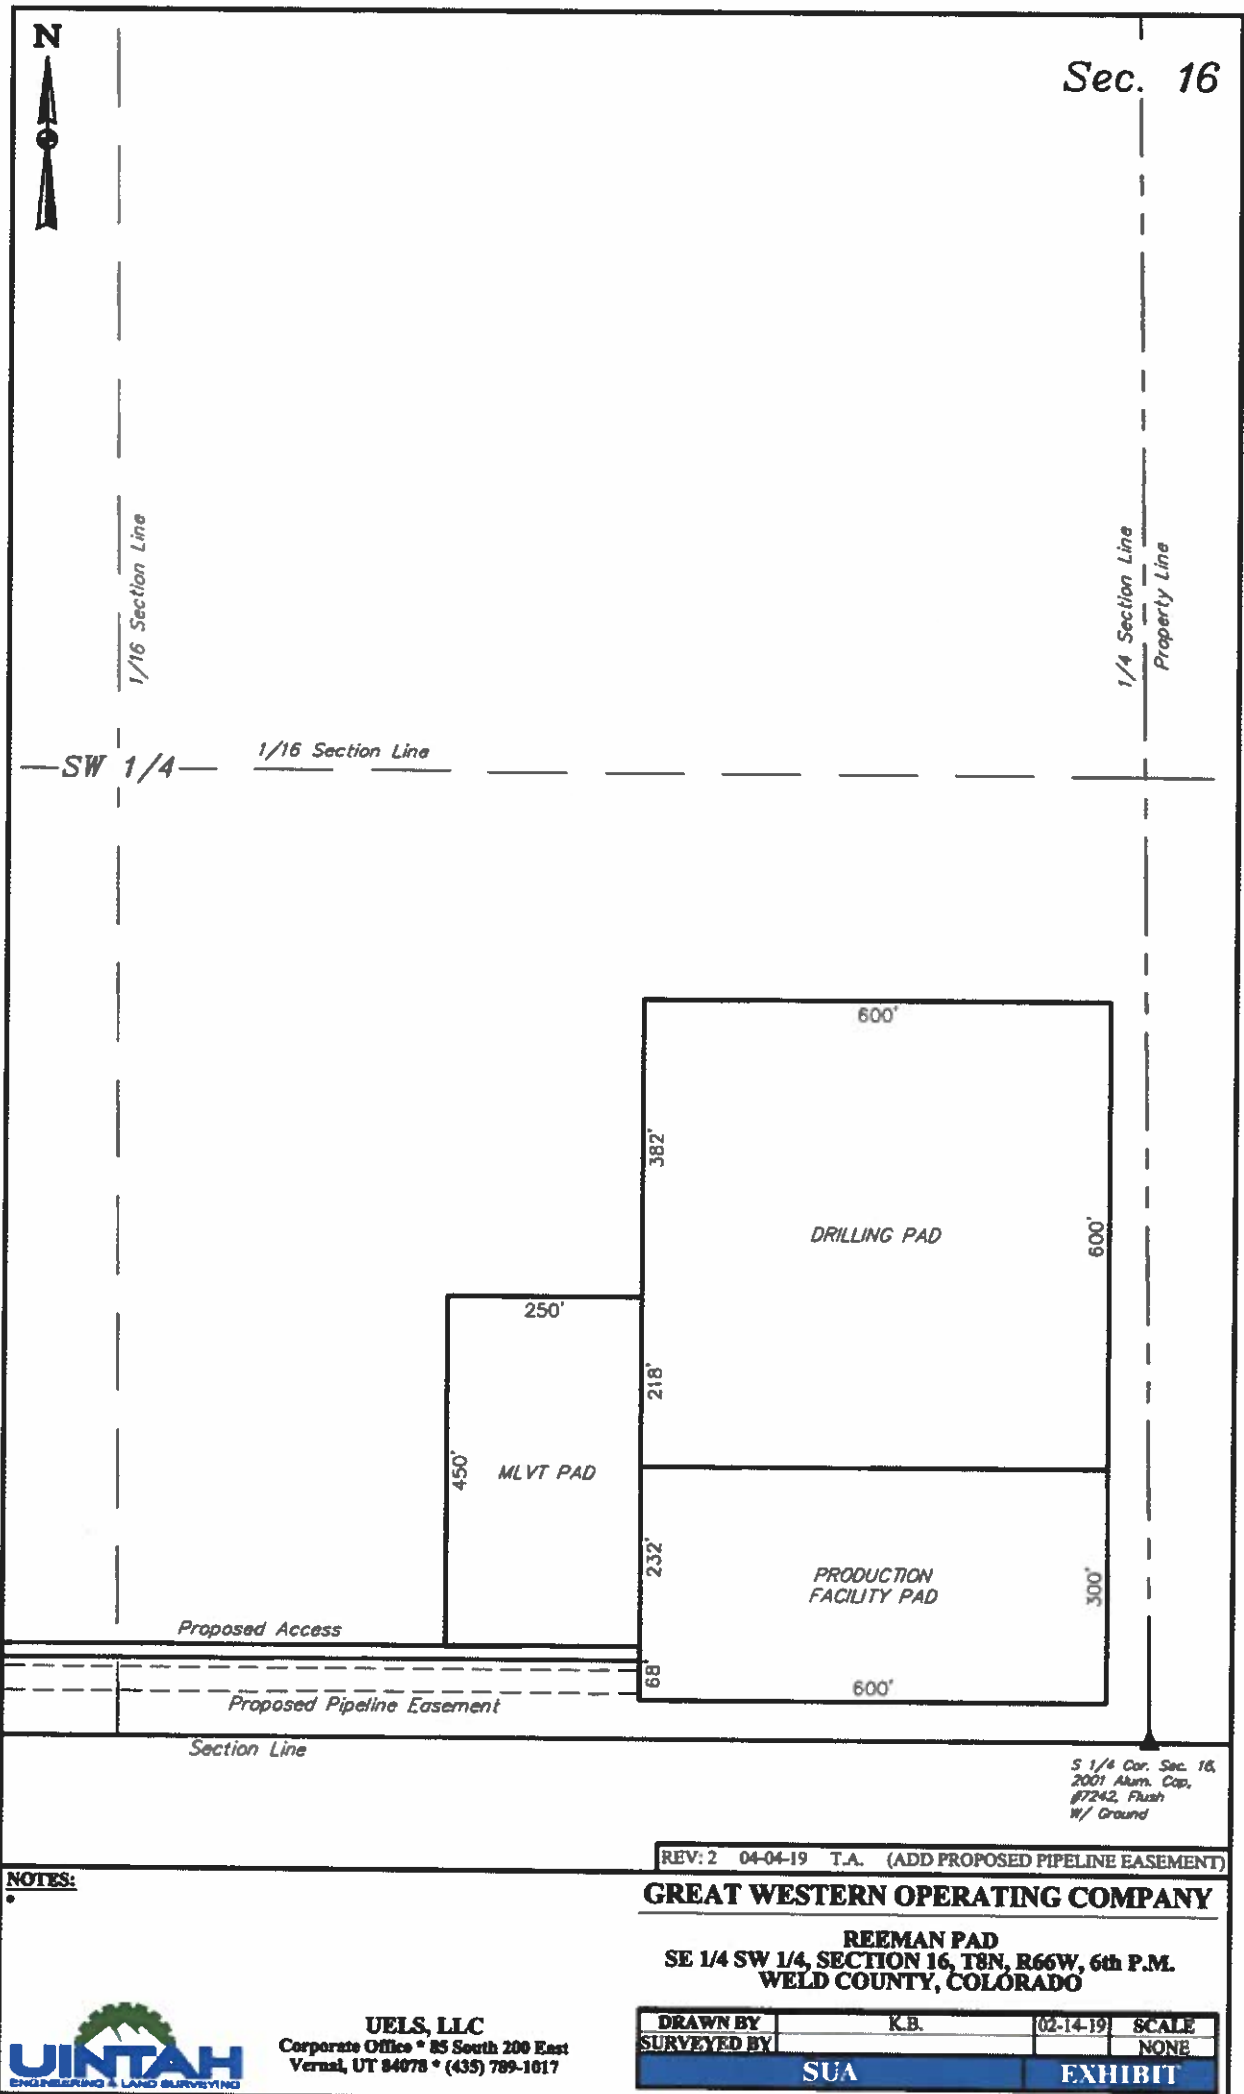 N
Sec. 16
1/16 Section Line
1/4 Section Line
Property Line
SW 1/4
1/16 Section Line
600'
382'
DRILLING PAD
600'
250'
218'
450'
MLVT PAD
232'
PRODUCTION
FACILITY PAD
300'
Proposed Access
68'
600'
Proposed Pipeline Easement
Section Line
S 1/4 Cor. Sec. 16,
2001 Alum. Cap,
#7242, Flush
W/ Ground
REV: 2 04-04-19 T.A. (ADD PROPOSED PIPELINE EASEMENT)
NOTES:
•
GREAT WESTERN OPERATING COMPANY
REEMAN PAD
SE 1/4 SW 1/4, SECTION 16, T8N, R66W, 6th P.M.
WELD COUNTY, COLORADO
UINTAH
ENGINEERING & LAND SURVEYING
UELS, LLC
Corporate Office * 85 South 200 East
Vernal, UT 84078 * (435) 789-1017
DRAWN BY K.B. 02-14-19 SCALE
SURVEYED BY NONE
SUA EXHIBIT